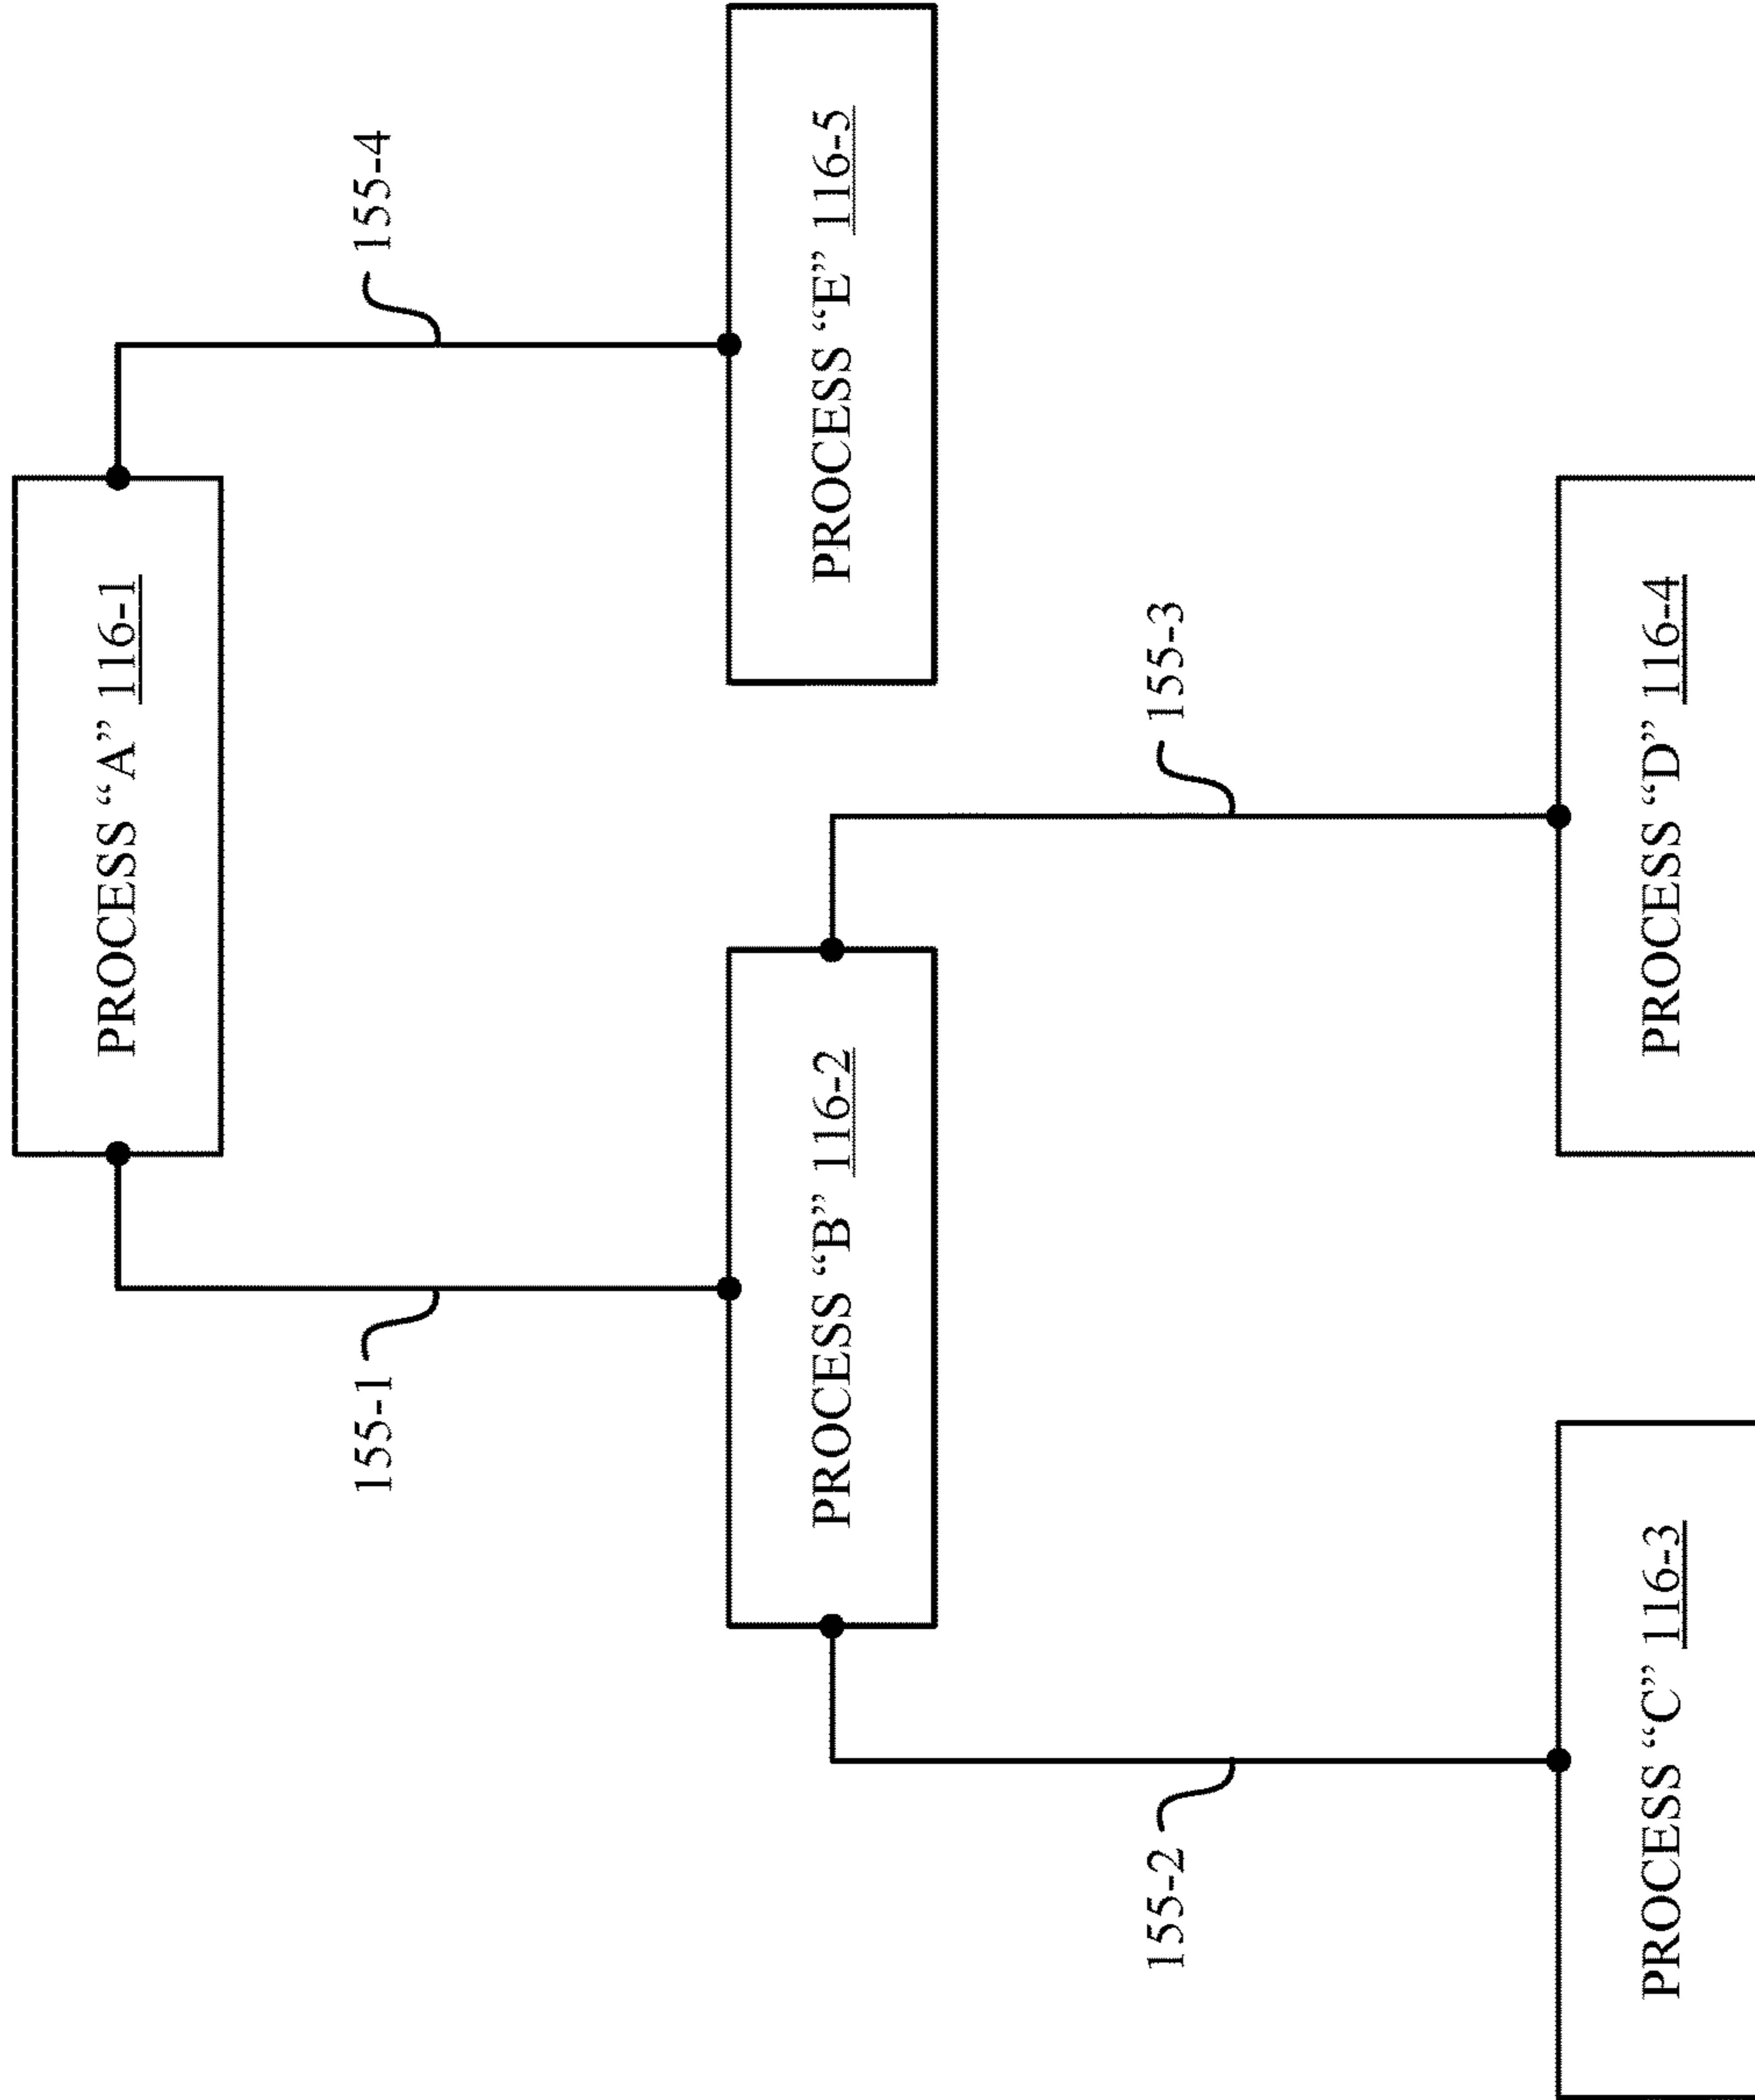 PROCESS “A” 116-1
155-1
155-4
PROCESS “B” 116-2
PROCESS “E” 116-5
155-2
155-3
PROCESS “C” 116-3
PROCESS “D” 116-4